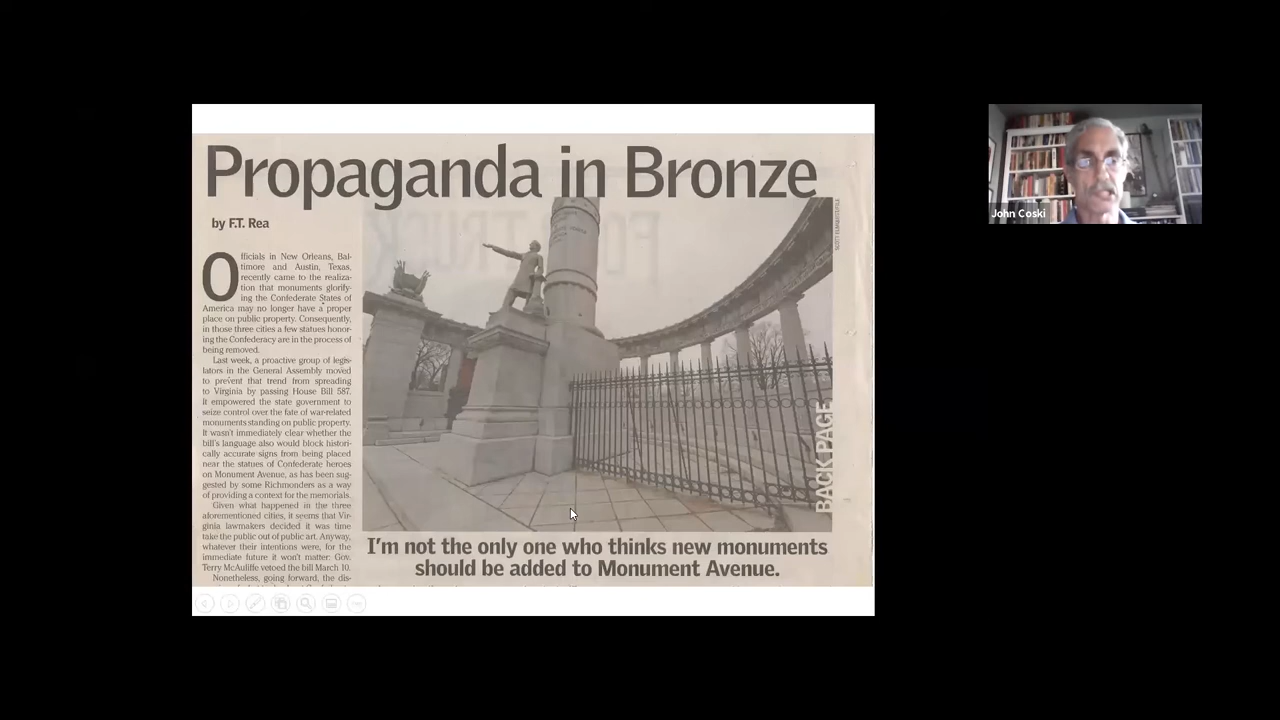 Propaganda in Bronze
by F.T. Rea
Officials in New Orleans, Bal-
timore and Austin, Texas,
recently came to the realiza-
tion that monuments glorify-
ing the Confederate States of
America may no longer have a proper
place on public property. Consequently,
in those three cities a few statues honor-
ing the Confederacy are in the process of
being removed.
Last week, a proactive group of legis-
lators in the General Assembly moved
to prevent that trend from spreading
to Virginia by passing House Bill 587.
It empowered the state government to
seize control over the fate of war-related
monuments standing on public property.
It wasn't immediately clear whether the
bill's language also would block histori-
cally accurate signs from being placed
near the statues of Confederate heroes
on Monument Avenue, as has been sug-
gested by some Richmonders as a way
of providing a context for the memorials.
Given what happened in the three
aforementioned cities, it seems that Vir-
ginia lawmakers decided it was time
take the public out of public art. Anyway,
whatever their intentions were, for the
immediate future it won't matter: Gov.
Terry McAuliffe vetoed the bill March 10.
Nonetheless, going forward, the dis-
BACK PAGE
I'm not the only one who thinks new monuments
should be added to Monument Avenue.
John Coski